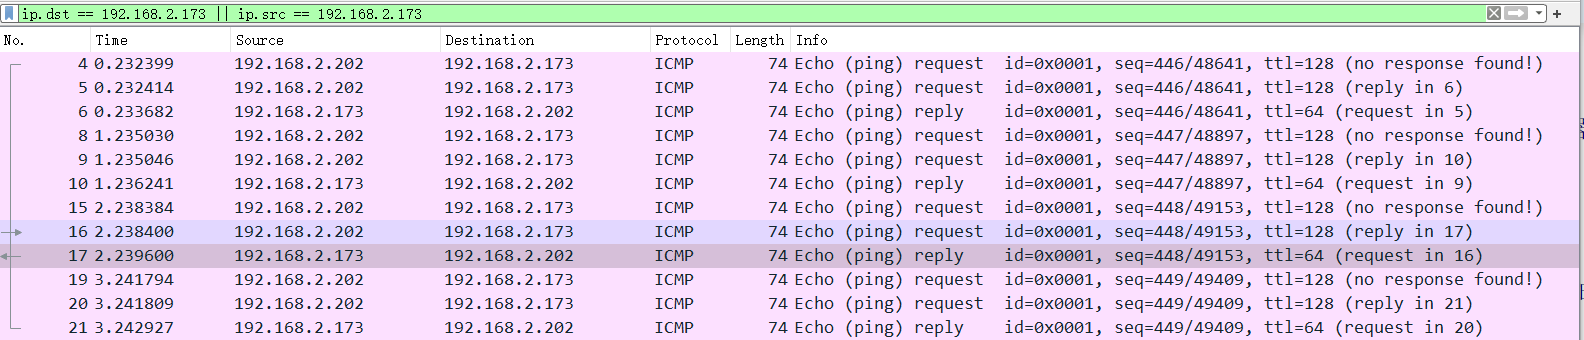 ip.dst == 192.168.2.173 || ip.src == 192.168.2.173
No. Time Source Destination Protocol Length Info
4 0.232399 192.168.2.202 192.168.2.173 ICMP 74 Echo (ping) request id=0x0001, seq=446/48641, ttl=128 (no response found!)
5 0.232414 192.168.2.202 192.168.2.173 ICMP 74 Echo (ping) request id=0x0001, seq=446/48641, ttl=128 (reply in 6)
6 0.233682 192.168.2.173 192.168.2.202 ICMP 74 Echo (ping) reply id=0x0001, seq=446/48641, ttl=64 (request in 5)
8 1.235030 192.168.2.202 192.168.2.173 ICMP 74 Echo (ping) request id=0x0001, seq=447/48897, ttl=128 (no response found!)
9 1.235046 192.168.2.202 192.168.2.173 ICMP 74 Echo (ping) request id=0x0001, seq=447/48897, ttl=128 (reply in 10)
10 1.236241 192.168.2.173 192.168.2.202 ICMP 74 Echo (ping) reply id=0x0001, seq=447/48897, ttl=64 (request in 9)
15 2.238384 192.168.2.202 192.168.2.173 ICMP 74 Echo (ping) request id=0x0001, seq=448/49153, ttl=128 (no response found!)
16 2.238400 192.168.2.202 192.168.2.173 ICMP 74 Echo (ping) request id=0x0001, seq=448/49153, ttl=128 (reply in 17)
17 2.239600 192.168.2.173 192.168.2.202 ICMP 74 Echo (ping) reply id=0x0001, seq=448/49153, ttl=64 (request in 16)
19 3.241794 192.168.2.202 192.168.2.173 ICMP 74 Echo (ping) request id=0x0001, seq=449/49409, ttl=128 (no response found!)
20 3.241809 192.168.2.202 192.168.2.173 ICMP 74 Echo (ping) request id=0x0001, seq=449/49409, ttl=128 (reply in 21)
21 3.242927 192.168.2.173 192.168.2.202 ICMP 74 Echo (ping) reply id=0x0001, seq=449/49409, ttl=64 (request in 20)